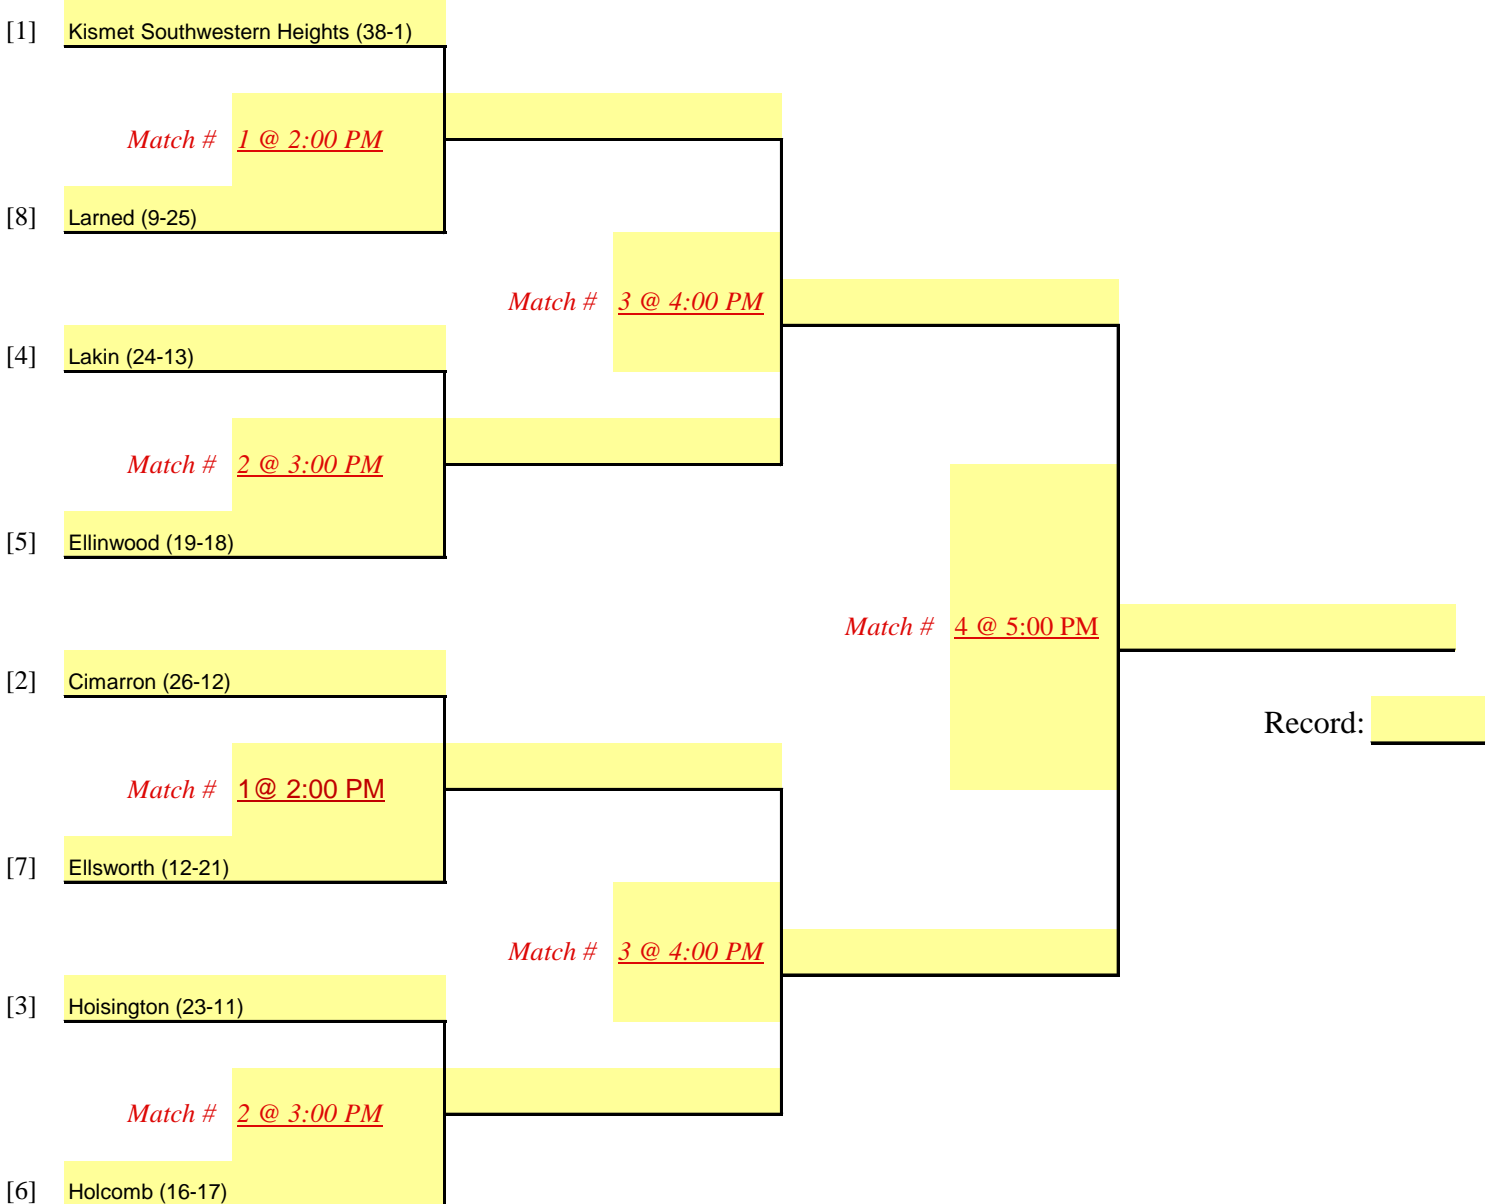 [1] Kismet Southwestern Heights (38-1)
Match # 1 @ 2:00 PM
[8] Larned (9-25)
Match # 3 @ 4:00 PM
[4] Lakin (24-13)
Match # 2 @ 3:00 PM
[5] Ellinwood (19-18)
Match # 4 @ 5:00 PM
[2] Cimarron (26-12)
Record:
Match # 1@ 2:00 PM
[7] Ellsworth (12-21)
Match # 3 @ 4:00 PM
[3] Hoisington (23-11)
Match # 2 @ 3:00 PM
[6] Holcomb (16-17)